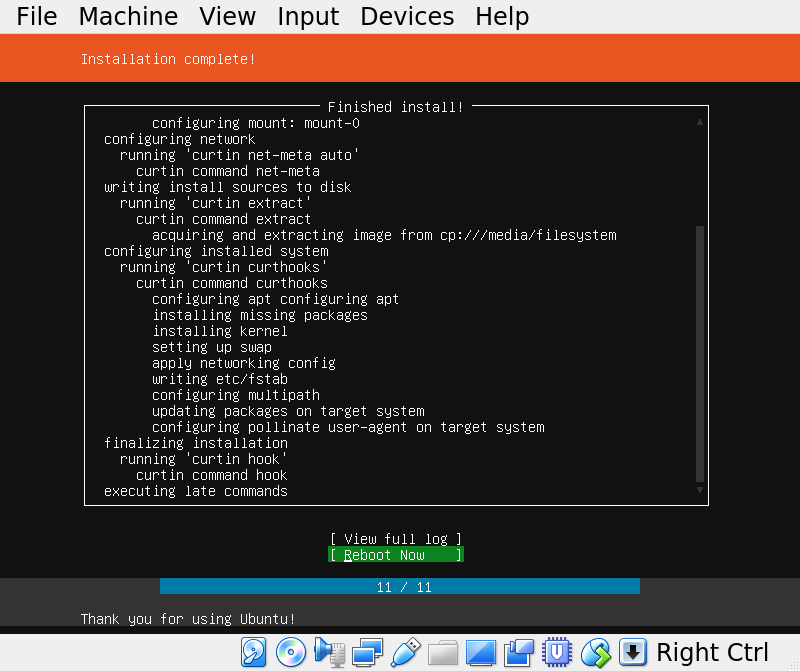 File Machine View Input Devices Help
Installation complete!
Finished install!
configuring mount: mount-0
configuring network
running 'curtin net-meta auto'
curtin command net-meta
writing install sources to disk
running 'curtin extract'
curtin command extract
acquiring and extracting image from cp:///media/filesystem
configuring installed system
running 'curtin curthooks'
curtin command curthooks
configuring apt configuring apt
installing missing packages
installing kernel
setting up swap
apply networking config
writing etc/fstab
configuring multipath
updating packages on target system
configuring pollinate user-agent on target system
finalizing installation
running 'curtin hook'
curtin command hook
executing late commands
[ View full log ]
[ Reboot Now ]
11 / 11
Thank you for using Ubuntu!
Right Ctrl